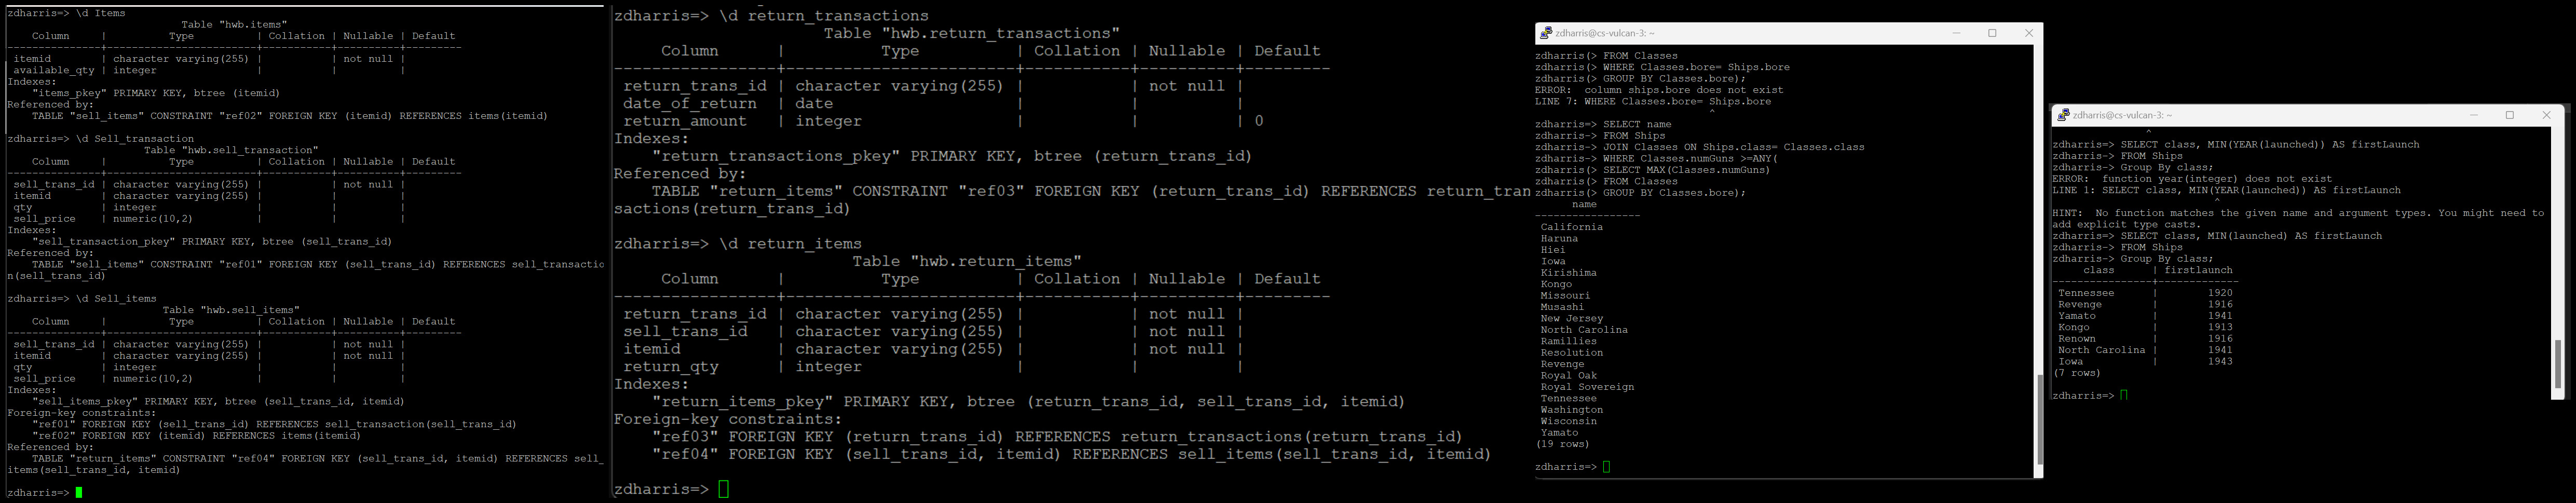 zdharris=> \d Items
Table "hwb.items"
Column | Type | Collation | Nullable | Default
---------------+------------------------+-----------+----------+---------
itemid | character varying(255) | | not null |
available_qty | integer | | |
Indexes:
"items_pkey" PRIMARY KEY, btree (itemid)
Referenced by:
TABLE "sell_items" CONSTRAINT "ref02" FOREIGN KEY (itemid) REFERENCES items(itemid)
zdharris=> \d Sell_transaction
Table "hwb.sell_transaction"
Column | Type | Collation | Nullable | Default
---------------+------------------------+-----------+----------+---------
sell_trans_id | character varying(255) | | not null |
itemid | character varying(255) | | |
qty | integer | | |
sell_price | numeric(10,2) | | |
Indexes:
"sell_transaction_pkey" PRIMARY KEY, btree (sell_trans_id)
Referenced by:
TABLE "sell_items" CONSTRAINT "ref01" FOREIGN KEY (sell_trans_id) REFERENCES sell_transactio
n(sell_trans_id)
zdharris=> \d Sell_items
Table "hwb.sell_items"
Column | Type | Collation | Nullable | Default
---------------+------------------------+-----------+----------+---------
sell_trans_id | character varying(255) | | not null |
itemid | character varying(255) | | not null |
qty | integer | | |
sell_price | numeric(10,2) | | |
Indexes:
"sell_items_pkey" PRIMARY KEY, btree (sell_trans_id, itemid)
Foreign-key constraints:
"ref01" FOREIGN KEY (sell_trans_id) REFERENCES sell_transaction(sell_trans_id)
"ref02" FOREIGN KEY (itemid) REFERENCES items(itemid)
Referenced by:
TABLE "return_items" CONSTRAINT "ref04" FOREIGN KEY (sell_trans_id, itemid) REFERENCES sell_
items(sell_trans_id, itemid)
zdharris=>
zdharris=> \d return_transactions
Table "hwb.return_transactions"
Column | Type | Collation | Nullable | Default
-----------------+------------------------+-----------+----------+---------
return_trans_id | character varying(255) | | not null |
date_of_return | date | | |
return_amount | integer | | | 0
Indexes:
"return_transactions_pkey" PRIMARY KEY, btree (return_trans_id)
Referenced by:
TABLE "return_items" CONSTRAINT "ref03" FOREIGN KEY (return_trans_id) REFERENCES return_tran
sactions(return_trans_id)
zdharris=> \d return_items
Table "hwb.return_items"
Column | Type | Collation | Nullable | Default
-----------------+------------------------+-----------+----------+---------
return_trans_id | character varying(255) | | not null |
sell_trans_id | character varying(255) | | not null |
itemid | character varying(255) | | not null |
return_qty | integer | | |
Indexes:
"return_items_pkey" PRIMARY KEY, btree (return_trans_id, sell_trans_id, itemid)
Foreign-key constraints:
"ref03" FOREIGN KEY (return_trans_id) REFERENCES return_transactions(return_trans_id)
"ref04" FOREIGN KEY (sell_trans_id, itemid) REFERENCES sell_items(sell_trans_id, itemid)
zdharris=>
zdharris@cs-vulcan-3: ~
zdharris(> FROM Classes
zdharris(> WHERE Classes.bore= Ships.bore
zdharris(> GROUP BY Classes.bore);
ERROR: column ships.bore does not exist
LINE 7: WHERE Classes.bore= Ships.bore
^
zdharris=> SELECT name
zdharris-> FROM Ships
zdharris-> JOIN Classes ON Ships.class= Classes.class
zdharris-> WHERE Classes.numGuns >=ANY(
zdharris(> SELECT MAX(Classes.numGuns)
zdharris(> FROM Classes
zdharris(> GROUP BY Classes.bore);
name
-----------------
California
Haruna
Hiei
Iowa
Kirishima
Kongo
Missouri
Musashi
New Jersey
North Carolina
Ramillies
Resolution
Revenge
Royal Oak
Royal Sovereign
Tennessee
Washington
Wisconsin
Yamato
(19 rows)
zdharris=>
zdharris@cs-vulcan-3: ~
^
zdharris=> SELECT class, MIN(YEAR(launched)) AS firstLaunch
zdharris-> FROM Ships
zdharris-> Group By class;
ERROR: function year(integer) does not exist
LINE 1: SELECT class, MIN(YEAR(launched)) AS firstLaunch
^
HINT: No function matches the given name and argument types. You might need to
add explicit type casts.
zdharris=> SELECT class, MIN(launched) AS firstLaunch
zdharris-> FROM Ships
zdharris-> Group By class;
class | firstlaunch
----------------+-------------
Tennessee | 1920
Revenge | 1916
Yamato | 1941
Kongo | 1913
Renown | 1916
North Carolina | 1941
Iowa | 1943
(7 rows)
zdharris=>